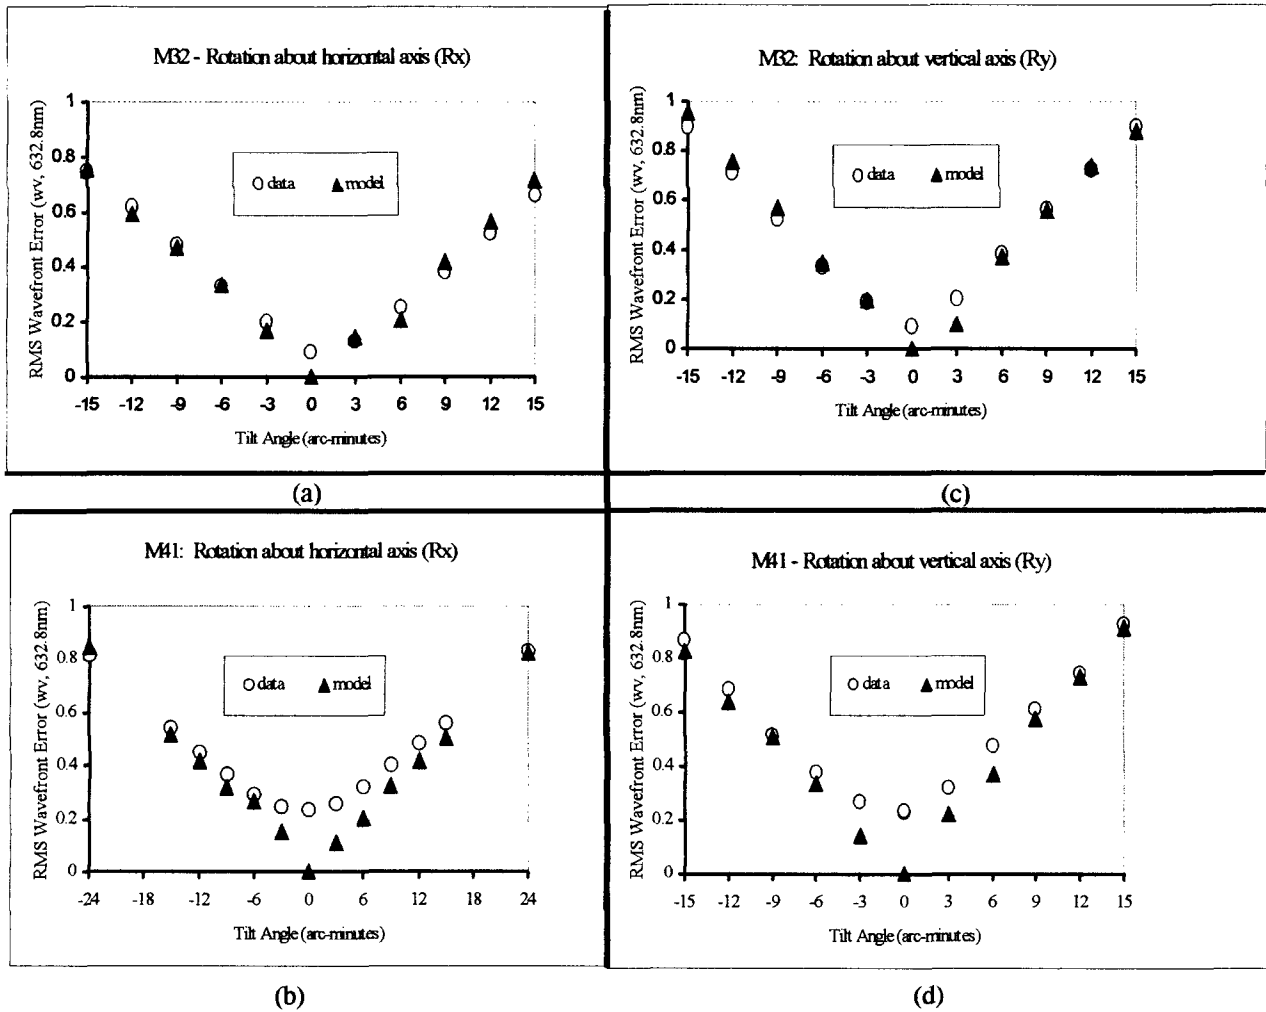 M32 - Rotation about horizontal axis (Rx)
RMS Wavefront Error (wv, 632.8nm)
1
0.8
0.6
0.4
0.2
0
data model
-15 -12 -9 -6 -3 0 3 6 9 12 15
Tilt Angle (arc-minutes)
(a)
M32: Rotation about vertical axis (Ry)
RMS Wavefront Error (wv, 632.8nm)
1
0.8
0.6
0.4
0.2
0
data model
-15 -12 -9 -6 -3 0 3 6 9 12 15
Tilt Angle (arc-minutes)
(c)
M41: Rotation about horizontal axis (Rx)
RMS Wavefront Error (wv, 632.8nm)
1
0.8
0.6
0.4
0.2
0
data model
-24 -18 -12 -6 0 6 12 18 24
Tilt Angle (arc-minutes)
(b)
M41 - Rotation about vertical axis (Ry)
RMS Wavefront Error (wv, 632.8nm)
1
0.8
0.6
0.4
0.2
0
data model
-15 -12 -9 -6 -3 0 3 6 9 12 15
Tilt Angle (arc-minutes)
(d)